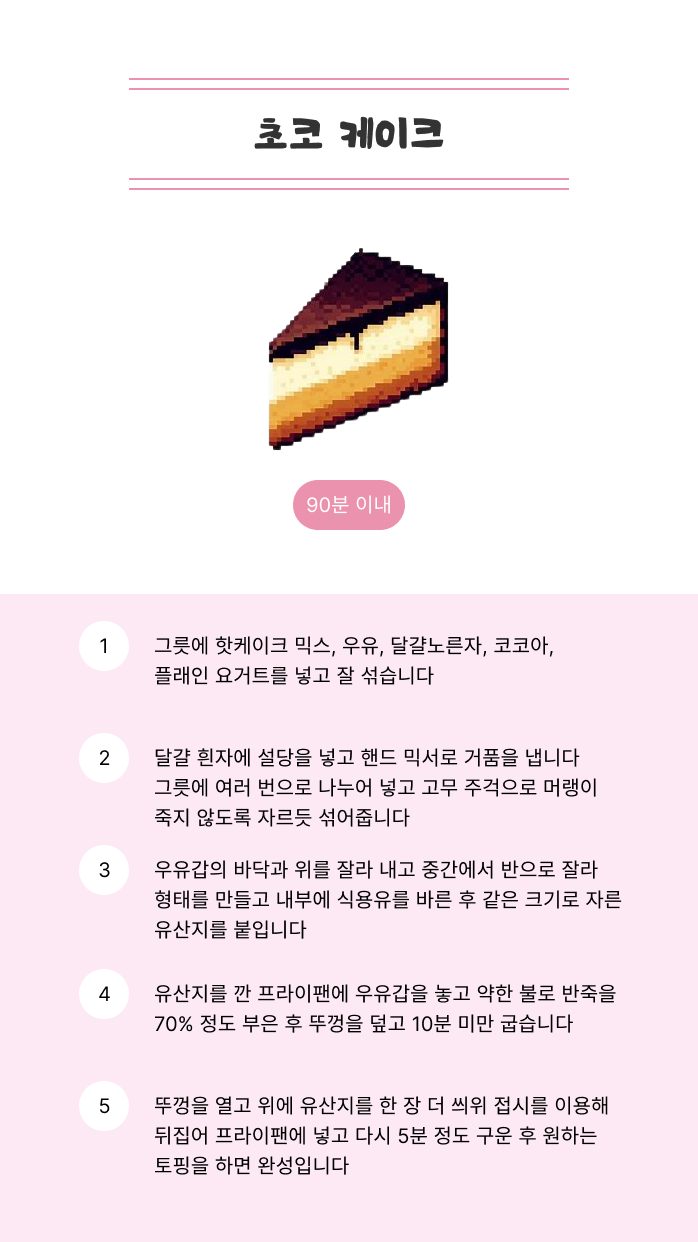 초코 케이크
90분 이내
1
그릇에 핫케이크 믹스, 우유, 달걀노른자, 코코아,
플래인 요거트를 넣고 잘 섞습니다
2
달걀 흰자에 설당을 넣고 핸드 믹서로 거품을 냅니다
그릇에 여러 번으로 나누어 넣고 고무 주걱으로 머랭이
죽지 않도록 자르듯 섞어줍니다
3
우유갑의 바닥과 위를 잘라 내고 중간에서 반으로 잘라
형태를 만들고 내부에 식용유를 바른 후 같은 크기로 자른
유산지를 붙입니다
4
유산지를 깐 프라이팬에 우유갑을 놓고 약한 불로 반죽을
70% 정도 부은 후 뚜껑을 덮고 10분 미만 굽습니다
5
뚜껑을 열고 위에 유산지를 한 장 더 씌워 접시를 이용해
뒤집어 프라이팬에 넣고 다시 5분 정도 구운 후 원하는
토핑을 하면 완성입니다